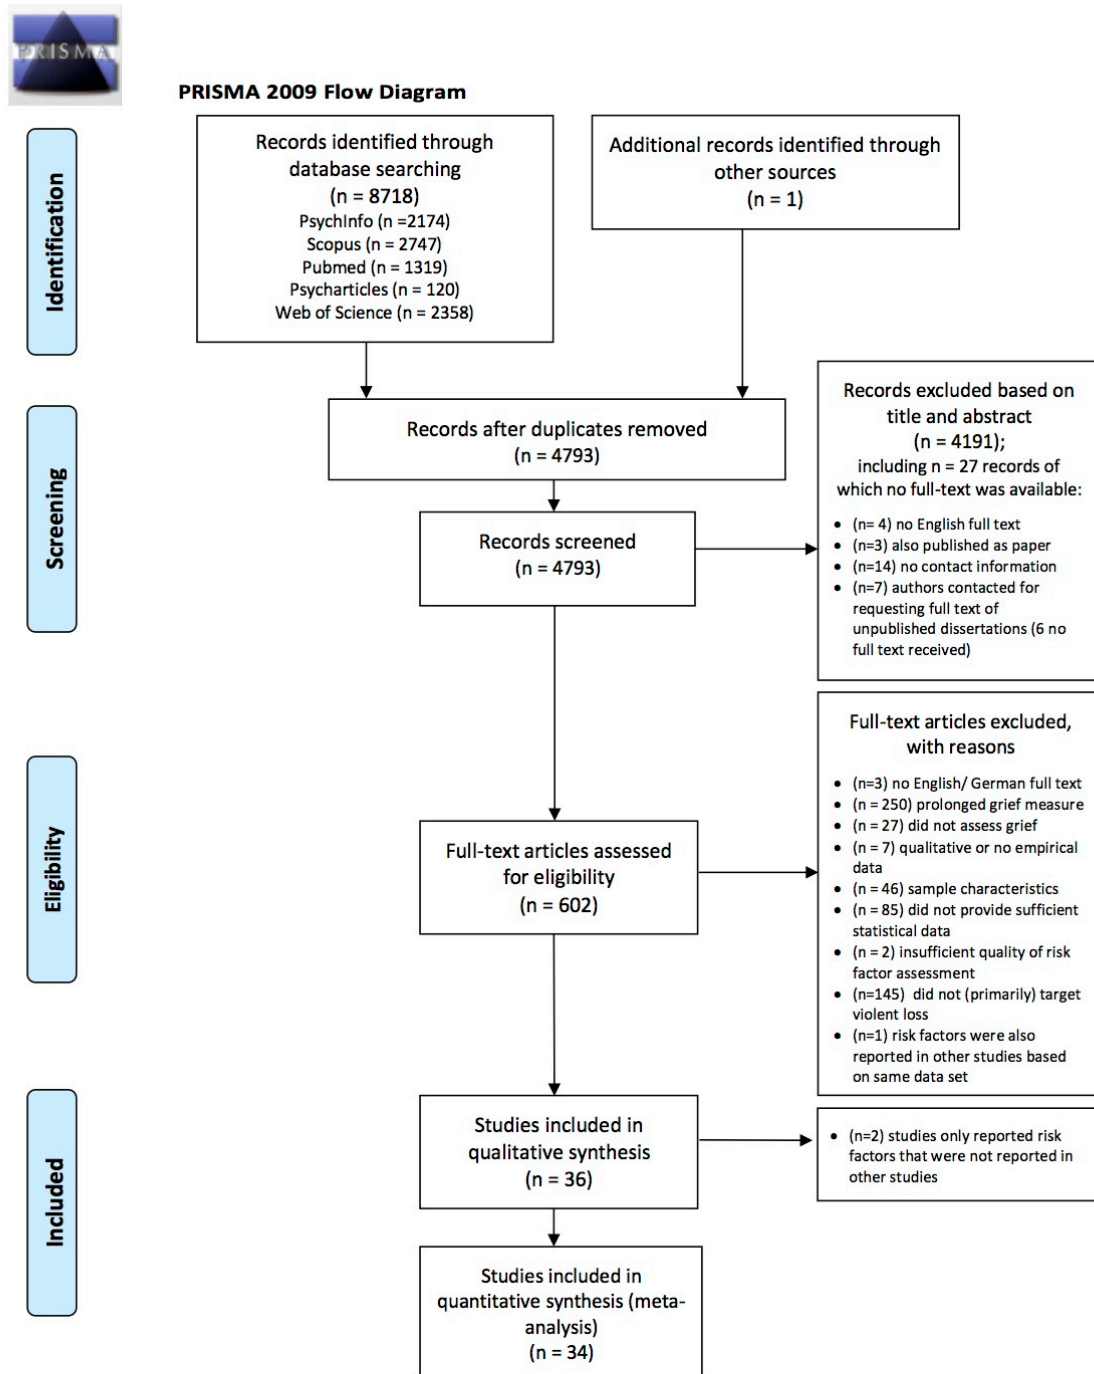 PRISMA
PRISMA 2009 Flow Diagram
Identification
Records identified through
database searching
(n = 8718)
PsychInfo (n =2174)
Scopus (n = 2747)
Pubmed (n = 1319)
Psycharticles (n = 120)
Web of Science (n = 2358)
Additional records identified through
other sources
(n = 1)
Screening
Records after duplicates removed
(n = 4793)
Records screened
(n = 4793)
Records excluded based on
title and abstract
(n = 4191);
including n = 27 records of
which no full-text was available:
• (n= 4) no English full text
• (n=3) also published as paper
• (n=14) no contact information
• (n=7) authors contacted for
requesting full text of
unpublished dissertations (6 no
full text received)
Eligibility
Full-text articles assessed
for eligibility
(n = 602)
Full-text articles excluded,
with reasons
• (n=3) no English/ German full text
• (n = 250) prolonged grief measure
• (n = 27) did not assess grief
• (n = 7) qualitative or no empirical
data
• (n = 46) sample characteristics
• (n = 85) did not provide sufficient
statistical data
• (n = 2) insufficient quality of risk
factor assessment
• (n=145)  did not (primarily) target
violent loss
• (n=1) risk factors were also
reported in other studies based
on same data set
Included
Studies included in
qualitative synthesis
(n = 36)
• (n=2) studies only reported risk
factors that were not reported in
other studies
Studies included in
quantitative synthesis (meta-
analysis)
(n = 34)